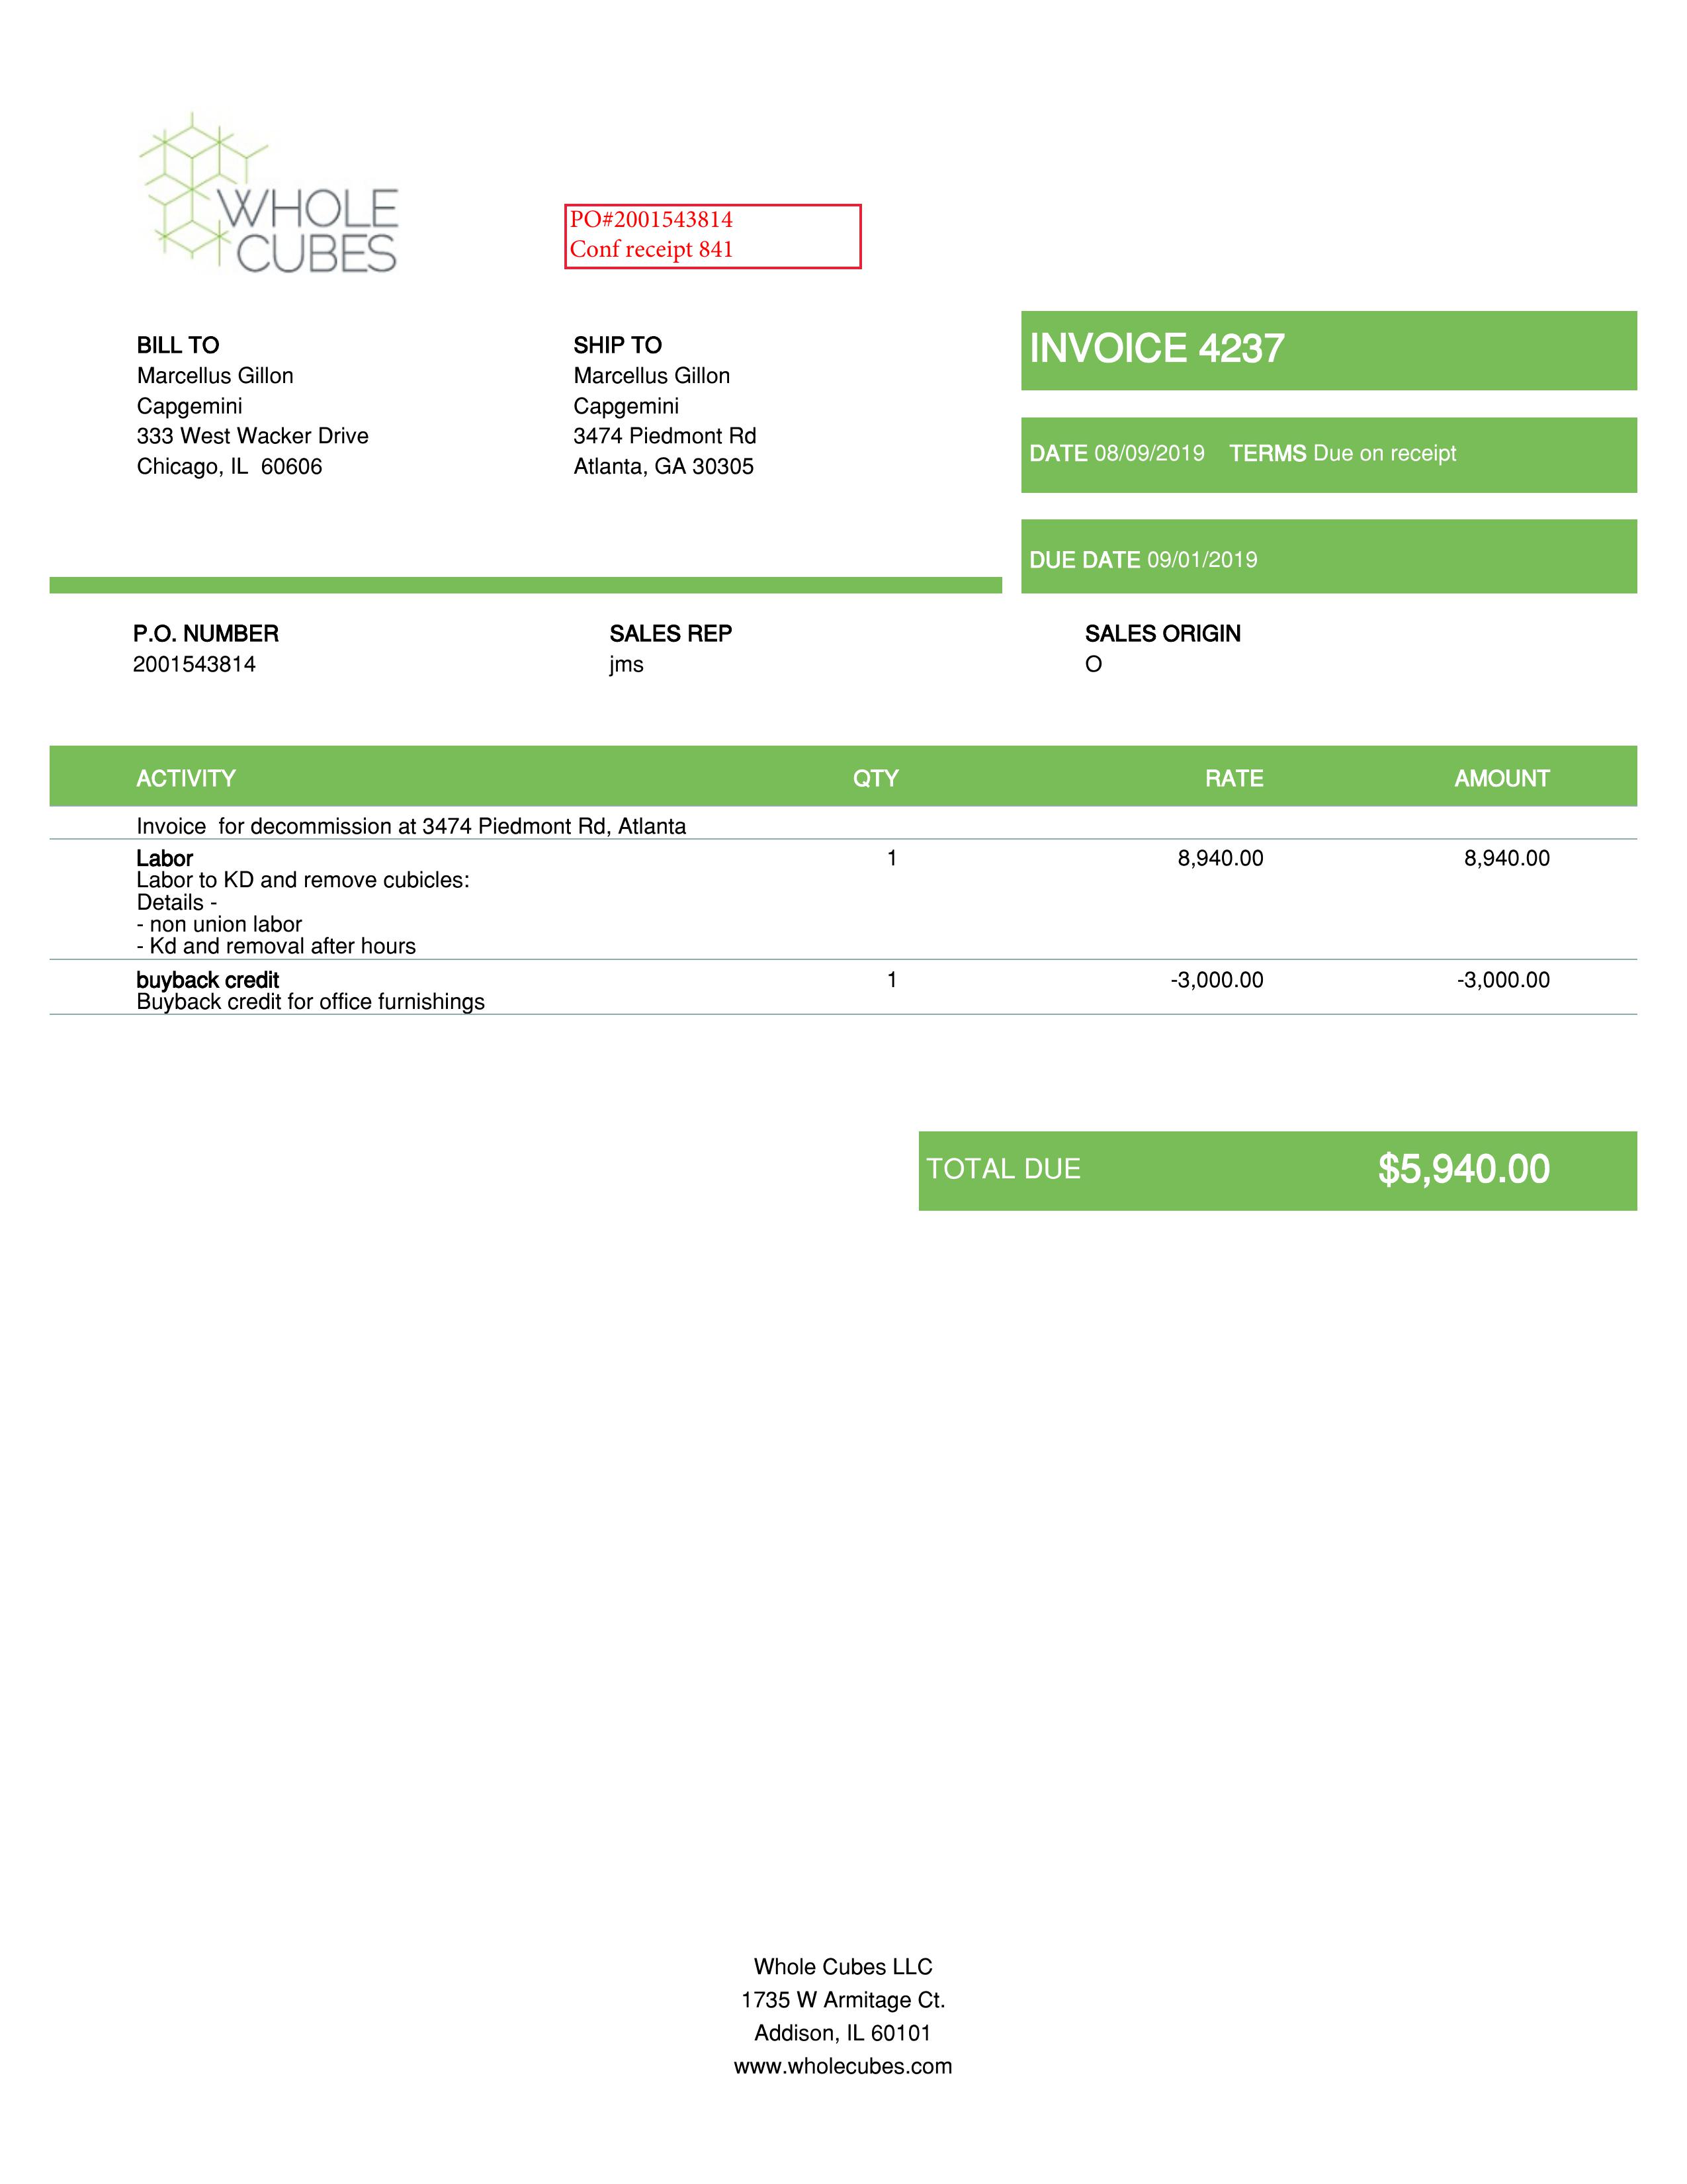 WHOLE
CUBES
PO#2001543814
Conf receipt 841
BILL TO
Marcellus Gillon
Capgemini
333 West Wacker Drive
Chicago, IL  60606
SHIP TO
Marcellus Gillon
Capgemini
3474 Piedmont Rd
Atlanta, GA 30305
INVOICE 4237
DATE 08/09/2019 TERMS Due on receipt
DUE DATE 09/01/2019
P.O. NUMBER SALES REP SALES ORIGIN
2001543814 jms O
ACTIVITY QTY RATE AMOUNT
Invoice  for decommission at 3474 Piedmont Rd, Atlanta
Labor 1 8,940.00 8,940.00
Labor to KD and remove cubicles:
Details -
- non union labor
- Kd and removal after hours
buyback credit 1 -3,000.00 -3,000.00
Buyback credit for office furnishings
TOTAL DUE $5,940.00
Whole Cubes LLC
1735 W Armitage Ct.
Addison, IL 60101
www.wholecubes.com